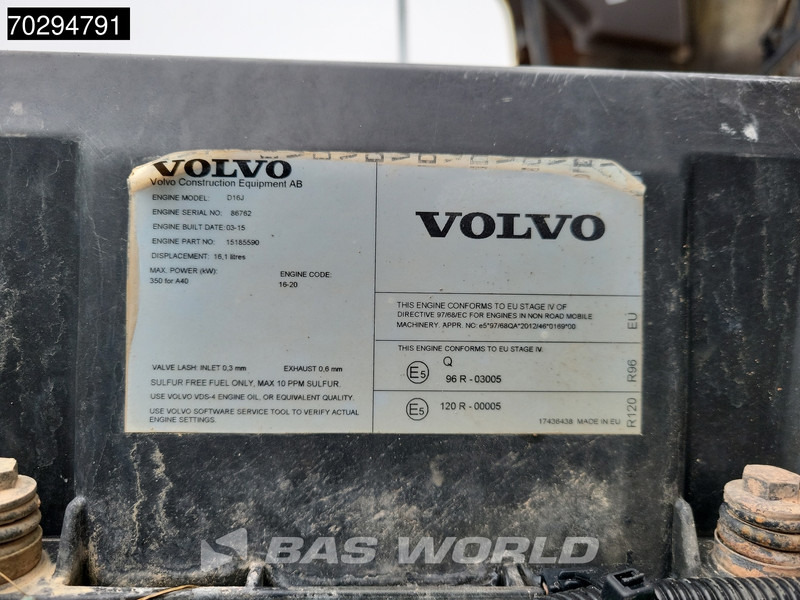 70294791
VOLVO
Volvo Construction Equipment AB
ENGINE MODEL: D16J
ENGINE SERIAL NO: 86762
ENGINE BUILT DATE: 03-15
ENGINE PART NO: 15185590
DISPLACEMENT: 16,1 litres
MAX. POWER (kW): ENGINE CODE:
350 for A40 16-20
VALVE LASH: INLET 0,3 mm EXHAUST 0,6 mm
SULFUR FREE FUEL ONLY, MAX 10 PPM SULFUR.
USE VOLVO VDS-4 ENGINE OIL, OR EQUIVALENT QUALITY.
USE VOLVO SOFTWARE SERVICE TOOL TO VERIFY ACTUAL
ENGINE SETTINGS.
VOLVO
THIS ENGINE CONFORMS TO EU STAGE IV OF
DIRECTIVE 97/68/EC FOR ENGINES IN NON ROAD MOBILE
MACHINERY. APPR. NO: e5*97/68QA*2012/46*0169*00
EU
THIS ENGINE CONFORMS TO EU STAGE IV.
Q
E5 96 R - 03005
R96
E5 120 R - 00005
17436438 MADE IN EU
R120
BAS WORLD